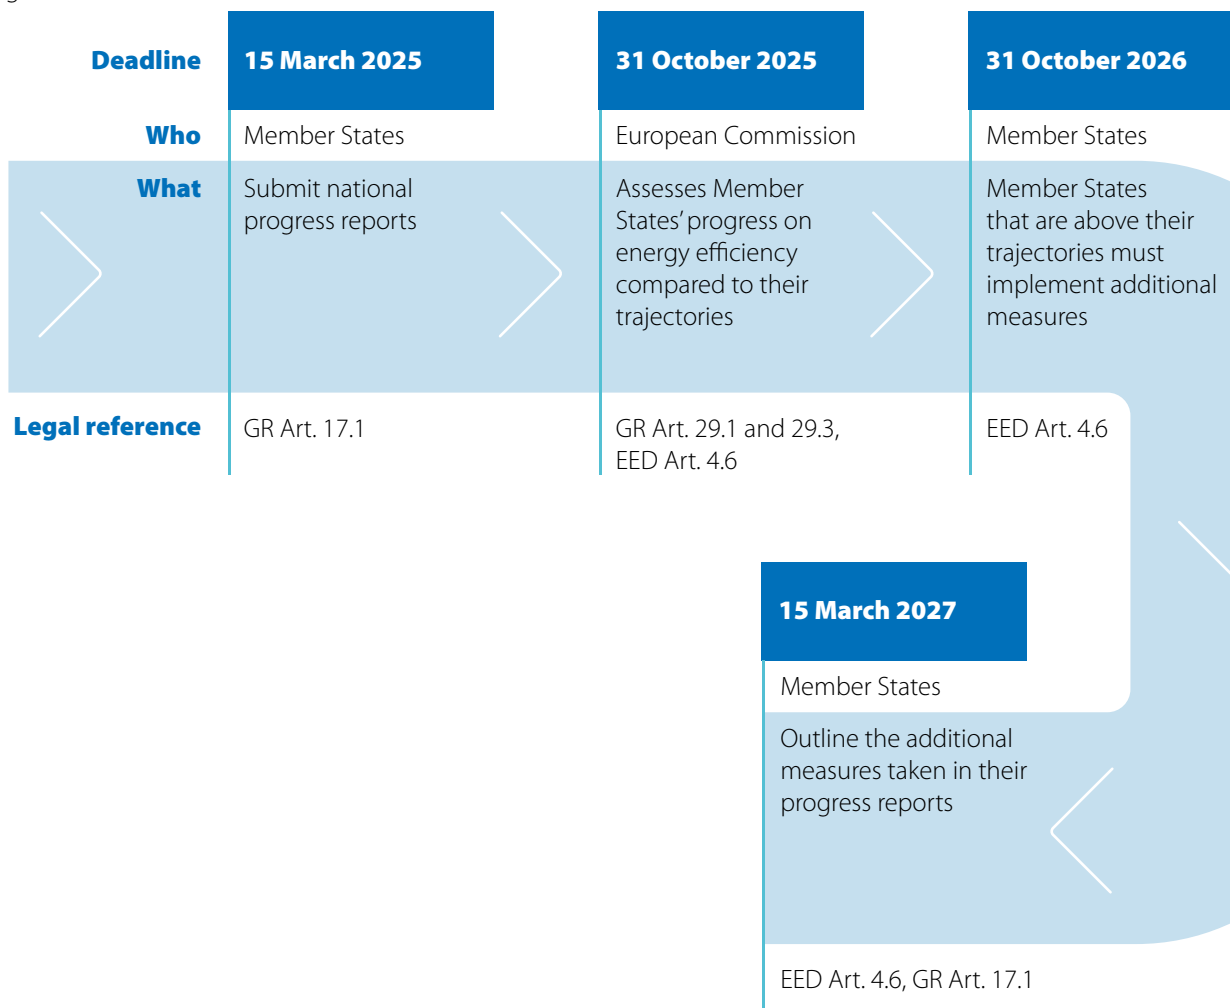 Deadline
15 March 2025
31 October 2025
31 October 2026
Who
Member States
European Commission
Member States
What
Submit national
progress reports
Assesses Member
States' progress on
energy efficiency
compared to their
trajectories
Member States
that are above their
trajectories must
implement additional
measures
Legal reference
GR Art. 17.1
GR Art. 29.1 and 29.3,
EED Art. 4.6
EED Art. 4.6
15 March 2027
Member States
Outline the additional
measures taken in their
progress reports
EED Art. 4.6, GR Art. 17.1